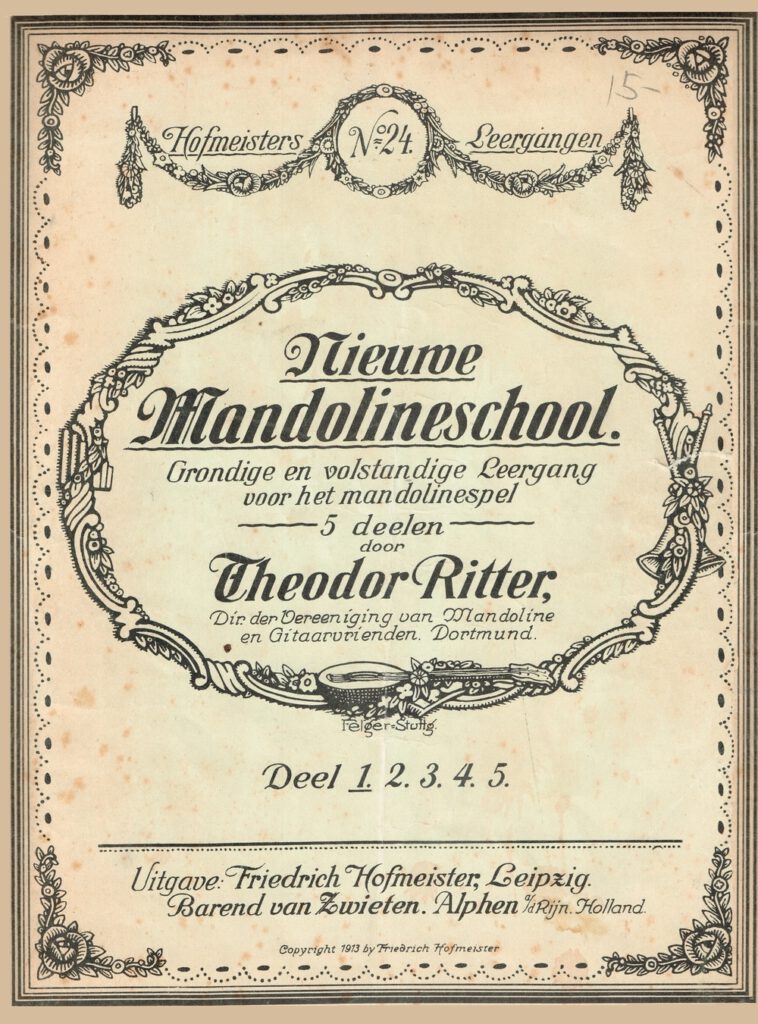 15-
Hofmeisters No 24. Leergangen
Nieuwe
Mandolineschool.
Grondige en volstandige Leergang
voor het mandolinespel
5 deelen
door
Theodor Ritter,
Dir. der Vereeniging van Mandoline
en Gitaarvrienden. Dortmund.
Felger-Stuttg.
Deel 1. 2. 3. 4. 5.
Uitgave: Friedrich Hofmeister, Leipzig.
Barend van Zwieten. Alphen a/d Rijn. Holland.
Copyright 1913 by Friedrich Hofmeister